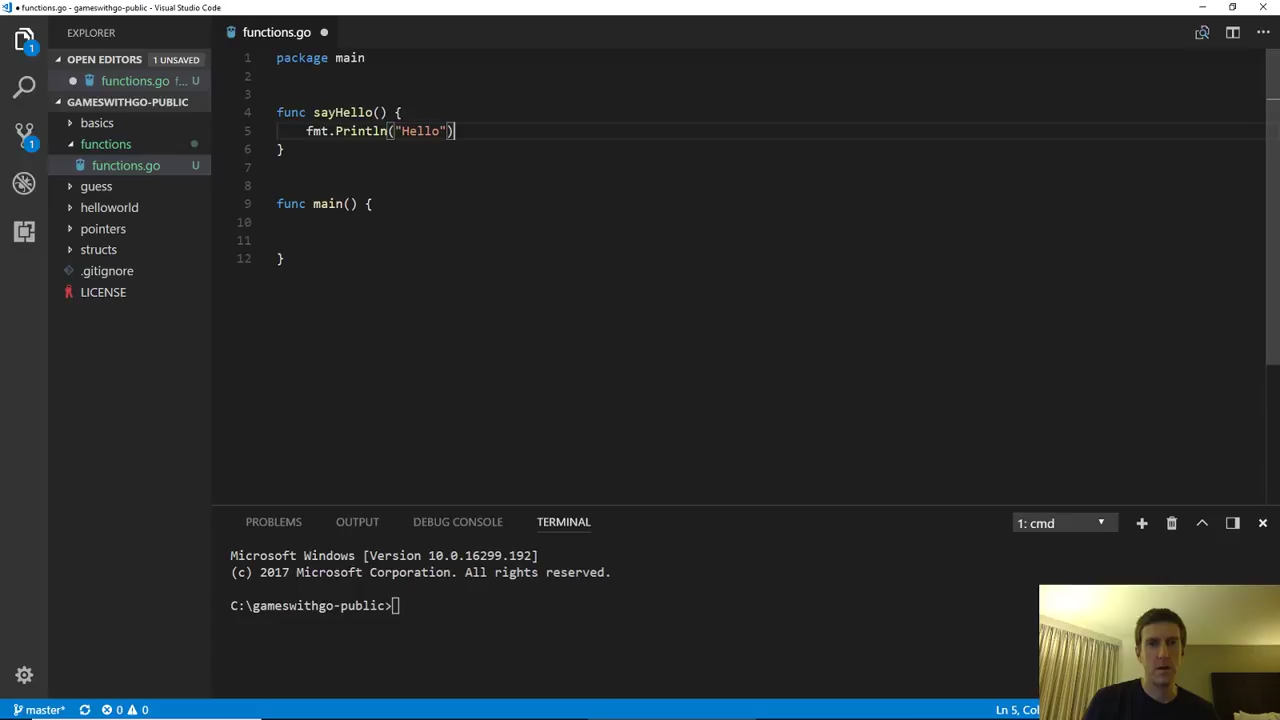 functions.go - gameswithgo-public - Visual Studio Code
EXPLORER
OPEN EDITORS 1 UNSAVED
functions.go f... U
GAMESWITHGO-PUBLIC
basics
functions
functions.go U
guess
helloworld
pointers
structs
.gitignore
LICENSE
1
1
functions.go
1 package main
2
3
4 func sayHello() {
5 fmt.Println("Hello")
6 }
7
8
9 func main() {
10
11
12 }
PROBLEMS OUTPUT DEBUG CONSOLE TERMINAL 1: cmd
Microsoft Windows [Version 10.0.16299.192]
(c) 2017 Microsoft Corporation. All rights reserved.
C:\gameswithgo-public>
master* 0 0 Ln 5, Col